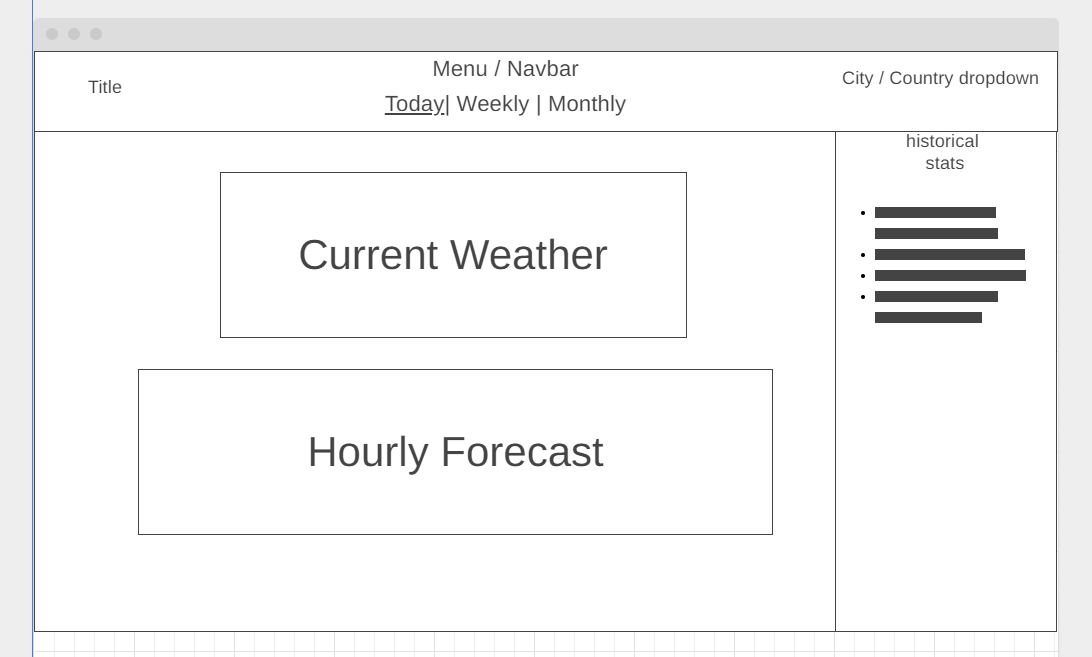 Title
Menu / Navbar
Today| Weekly | Monthly
City / Country dropdown
historical
stats
Current Weather
Hourly Forecast